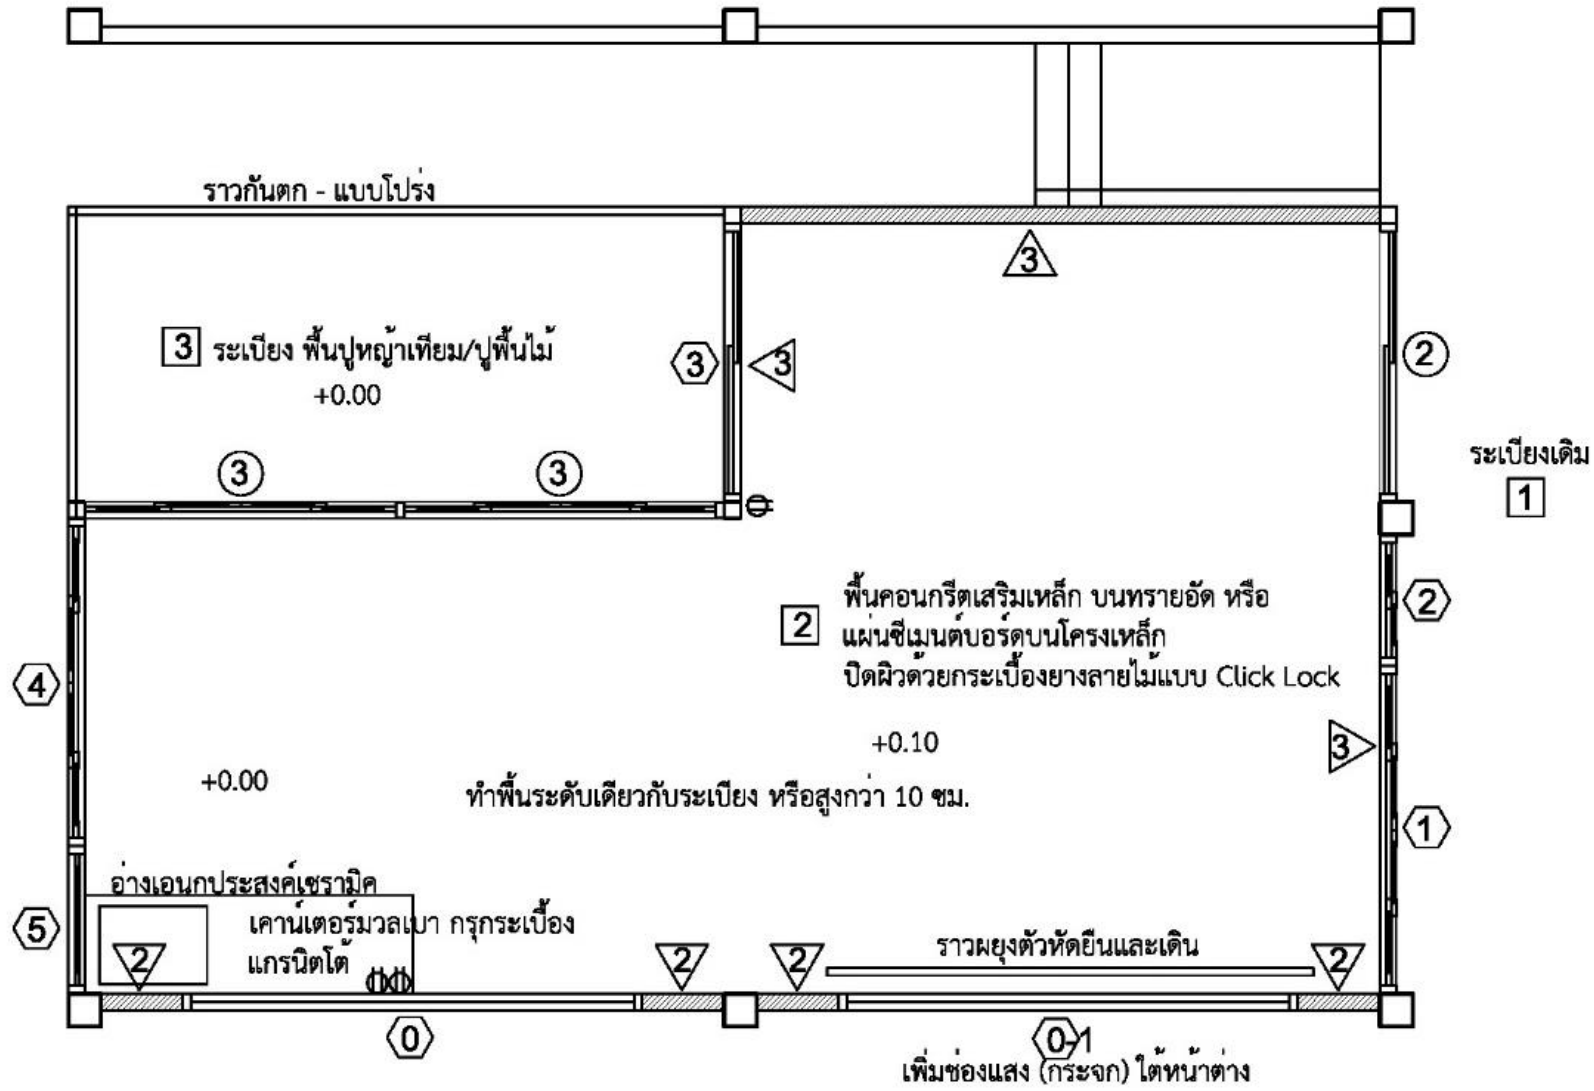 ราวกันตก - แบบโปร่ง
3
3 ระเบียง พื้นปูหญ้าเทียม/ปูพื้นไม้
+0.00
3
3
2
3
3
ระเบียงเดิม
1
2 พื้นคอนกรีตเสริมเหล็ก บนทรายอัด หรือ
แผ่นซีเมนต์บอร์ดบนโครงเหล็ก
ปิดผิวด้วยกระเบื้องยางลายไม้แบบ Click Lock
2
4
+0.10
3
+0.00
ทำพื้นระดับเดียวกับระเบียง หรือสูงกว่า 10 ซม.
1
อ่างเอนกประสงค์เซรามิค
เคาน์เตอร์มวลเบา กรุกระเบื้อง
แกรนิตโต้
5
2
2
2
ราวผยุงตัวหัดยืนและเดิน
2
0
0-1
เพิ่มช่องแสง (กระจก) ใต้หน้าต่าง